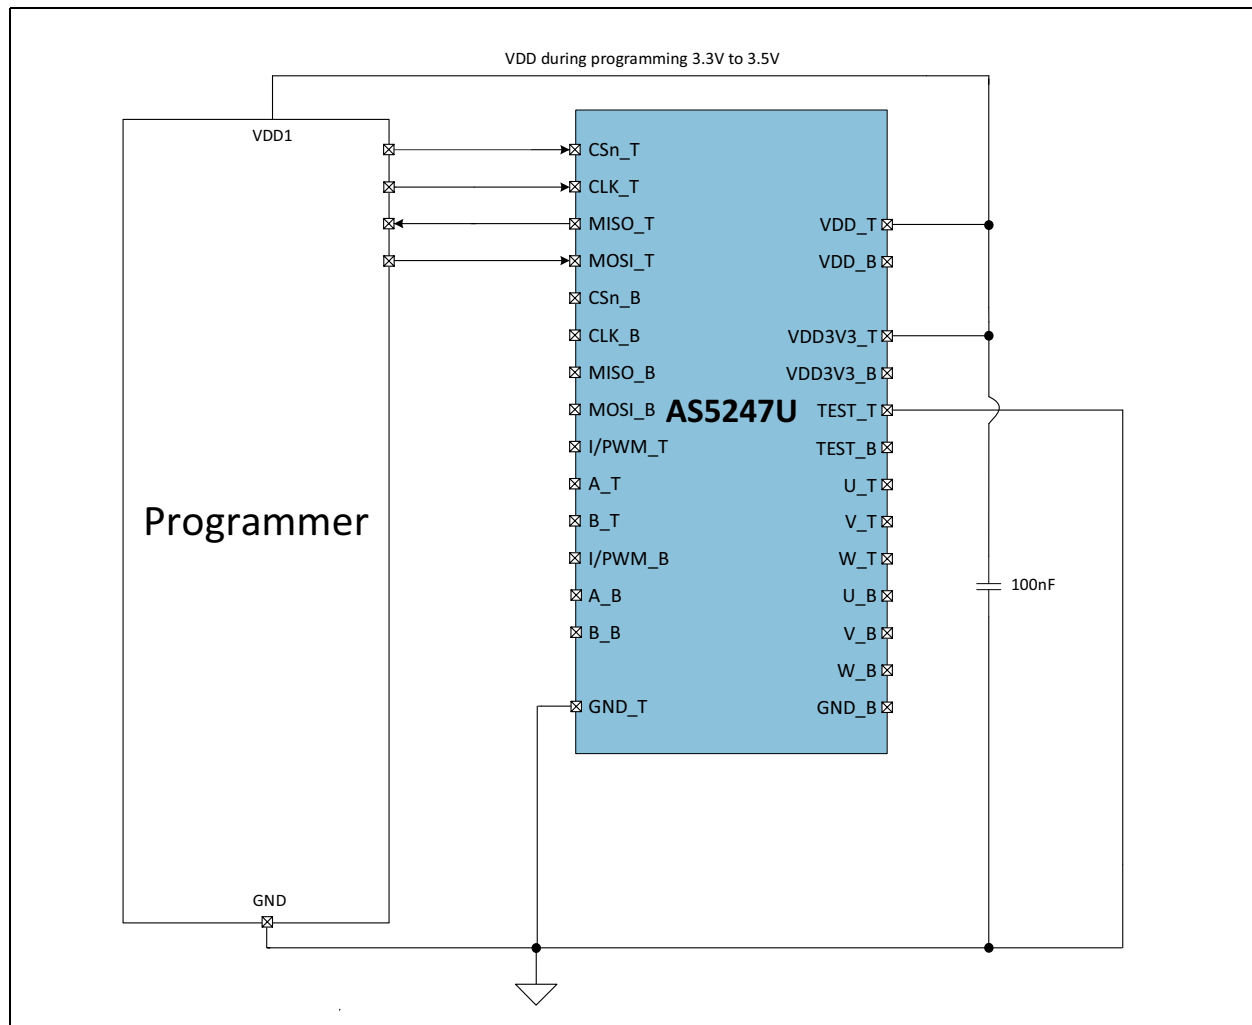 VDD during programming 3.3V to 3.5V
VDD1
Programmer
GND
CSn_T
CLK_T
MISO_T
MOSI_T
CSn_B
CLK_B
MISO_B
MOSI_B
I/PWM_T
A_T
B_T
I/PWM_B
A_B
B_B
GND_T
AS5247U
VDD_T
VDD_B
VDD3V3_T
VDD3V3_B
TEST_T
TEST_B
U_T
V_T
W_T
U_B
V_B
W_B
GND_B
100nF